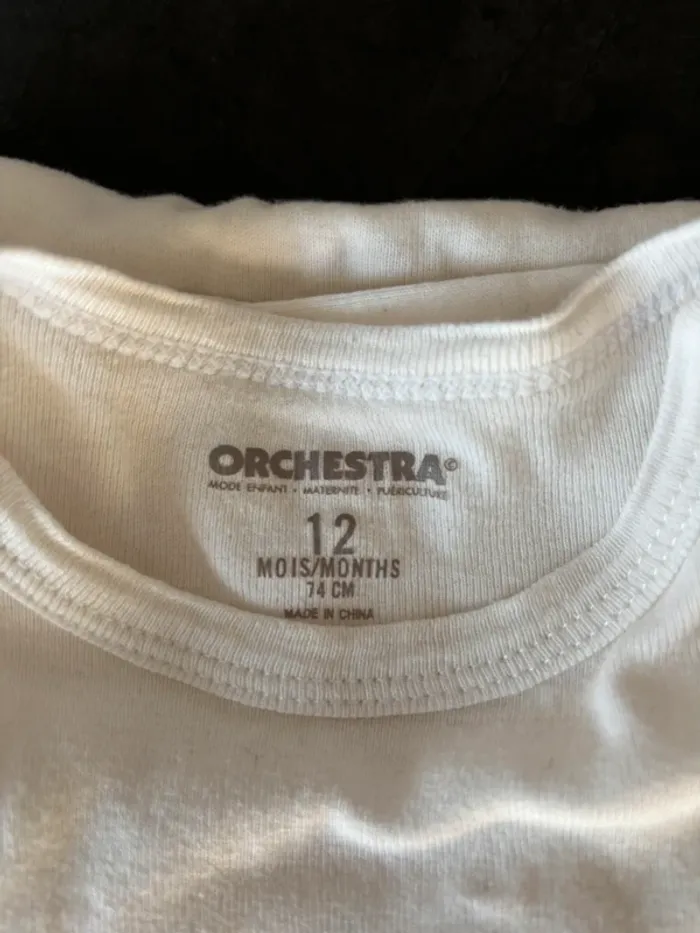 ORCHESTRA©
MODE ENFANT • MATERNITE • PUERICULTURE
12
MOIS/MONTHS
74 CM
MADE IN CHINA